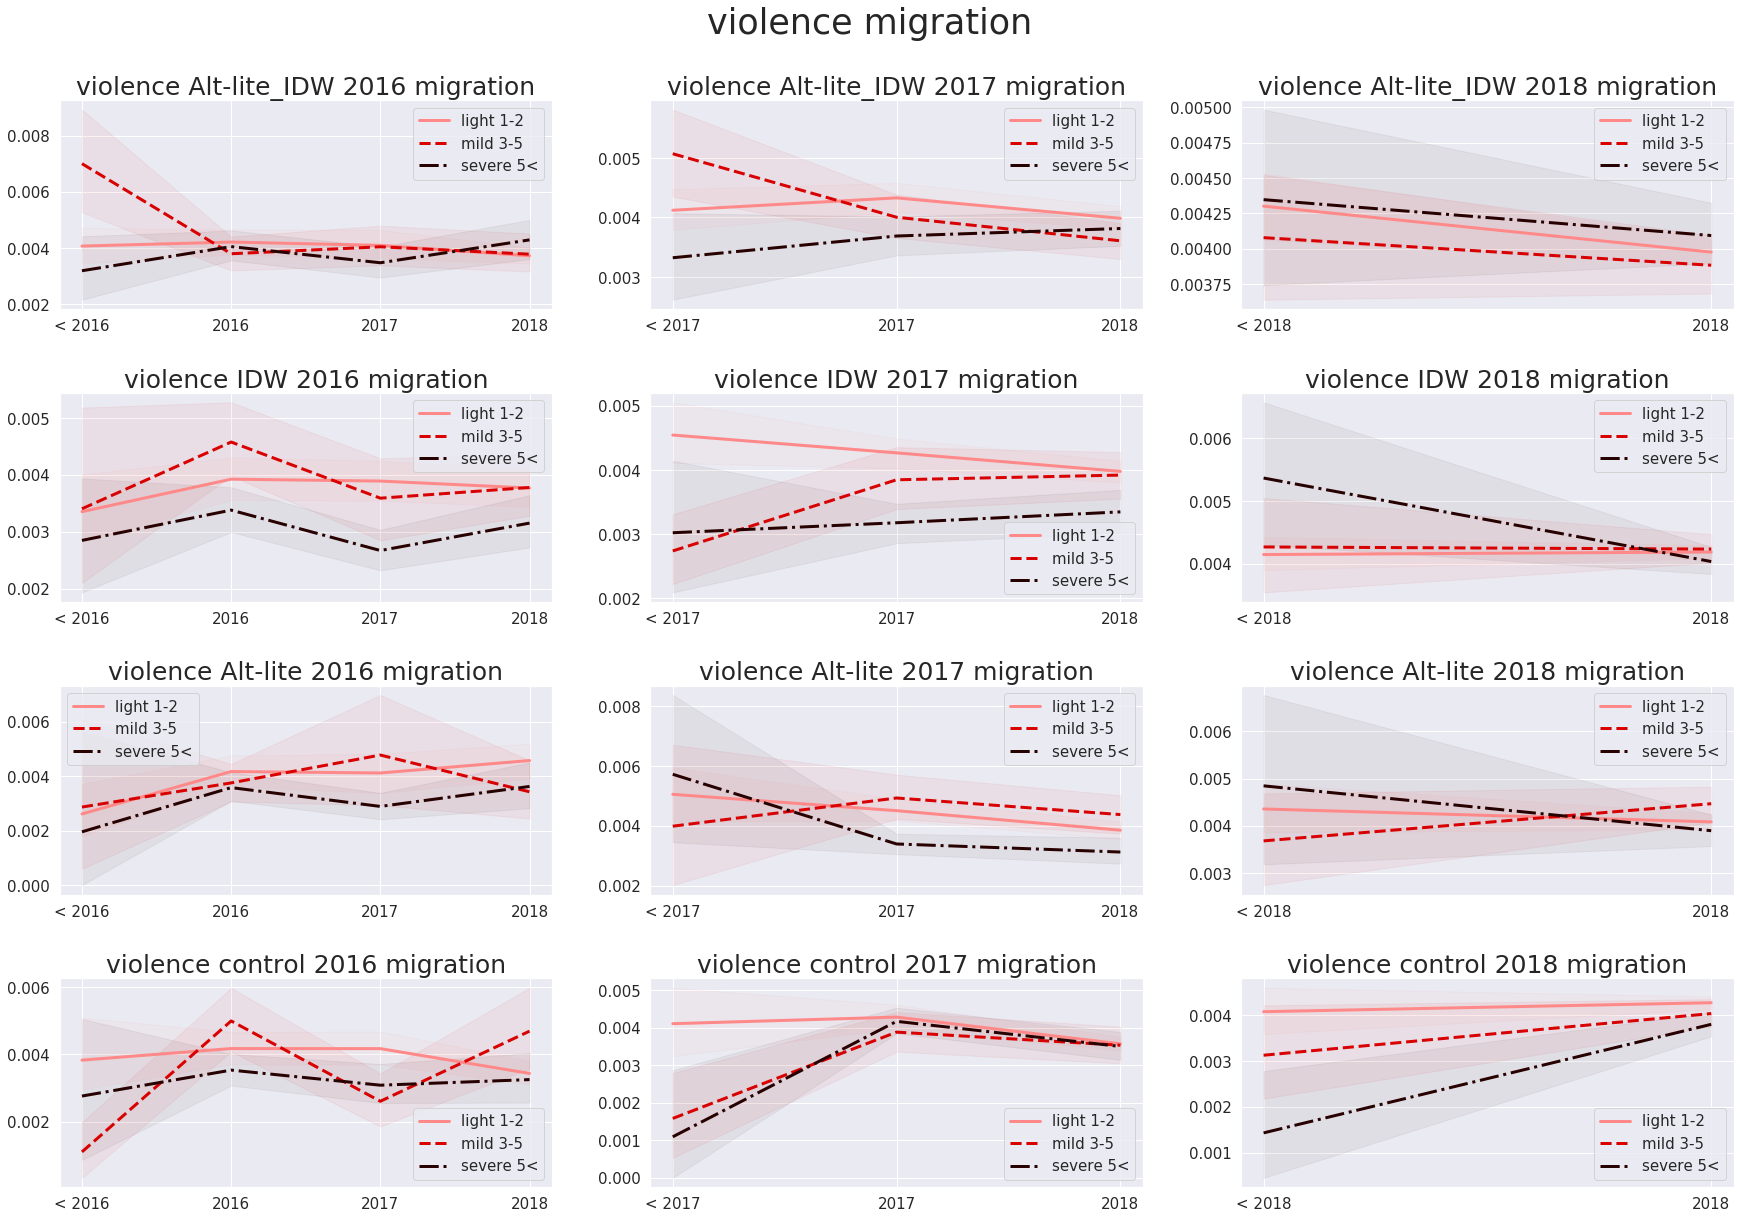 violence migration
violence Alt-lite_IDW 2016 migration
0.008
0.006
0.004
0.002
< 2016 2016 2017 2018
light 1-2
mild 3-5
severe 5<
violence Alt-lite_IDW 2017 migration
0.005
0.004
0.003
< 2017 2017 2018
light 1-2
mild 3-5
severe 5<
violence Alt-lite_IDW 2018 migration
0.00500
0.00475
0.00450
0.00425
0.00400
0.00375
< 2018 2018
light 1-2
mild 3-5
severe 5<
violence IDW 2016 migration
0.005
0.004
0.003
0.002
< 2016 2016 2017 2018
light 1-2
mild 3-5
severe 5<
violence IDW 2017 migration
0.005
0.004
0.003
0.002
< 2017 2017 2018
light 1-2
mild 3-5
severe 5<
violence IDW 2018 migration
0.006
0.005
0.004
< 2018 2018
light 1-2
mild 3-5
severe 5<
violence Alt-lite 2016 migration
0.006
0.004
0.002
0.000
< 2016 2016 2017 2018
light 1-2
mild 3-5
severe 5<
violence Alt-lite 2017 migration
0.008
0.006
0.004
0.002
< 2017 2017 2018
light 1-2
mild 3-5
severe 5<
violence Alt-lite 2018 migration
0.006
0.005
0.004
0.003
< 2018 2018
light 1-2
mild 3-5
severe 5<
violence control 2016 migration
0.006
0.004
0.002
< 2016 2016 2017 2018
light 1-2
mild 3-5
severe 5<
violence control 2017 migration
0.005
0.004
0.003
0.002
0.001
0.000
< 2017 2017 2018
light 1-2
mild 3-5
severe 5<
violence control 2018 migration
0.004
0.003
0.002
0.001
< 2018 2018
light 1-2
mild 3-5
severe 5<